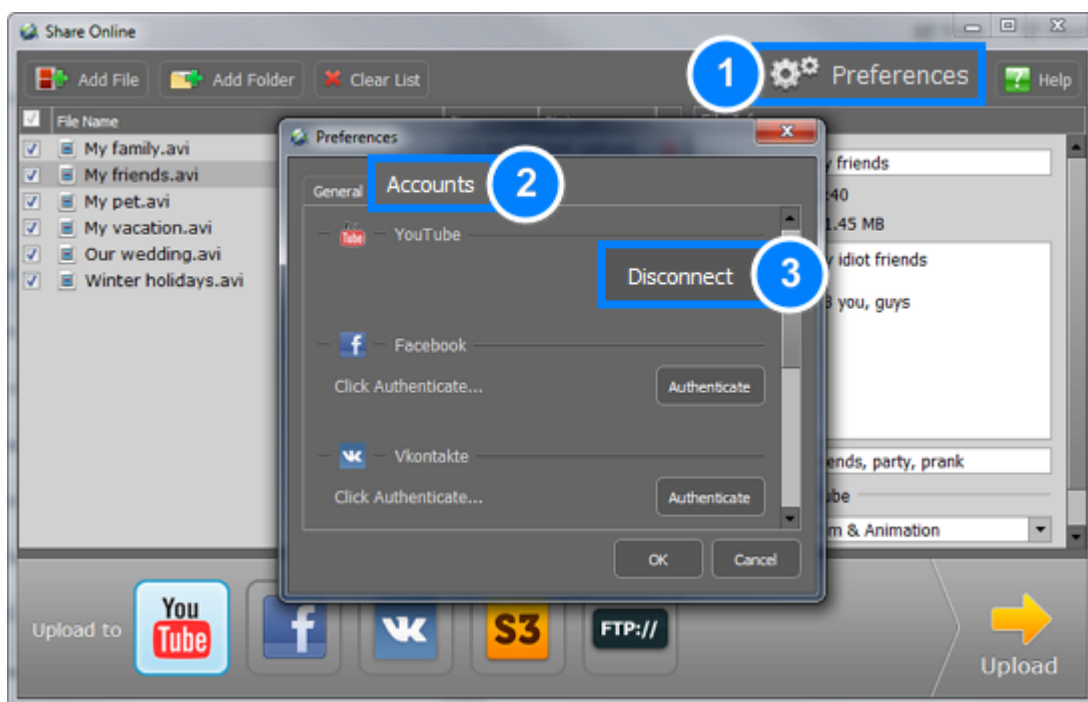 Share Online
Add File Add Folder Clear List 1 Preferences Help
File Name
Preferences
My family.avi
My friends.avi
My pet.avi
My vacation.avi
Our wedding.avi
Winter holidays.avi
General Accounts 2
YouTube
Disconnect 3
Facebook
Click Authenticate... Authenticate
Vkontakte
Click Authenticate... Authenticate
OK Cancel
friends
:40
.45 MB
idiot friends
you, guys
ends, party, prank
ube
m & Animation
Upload to You Tube f S3 FTP:// Upload